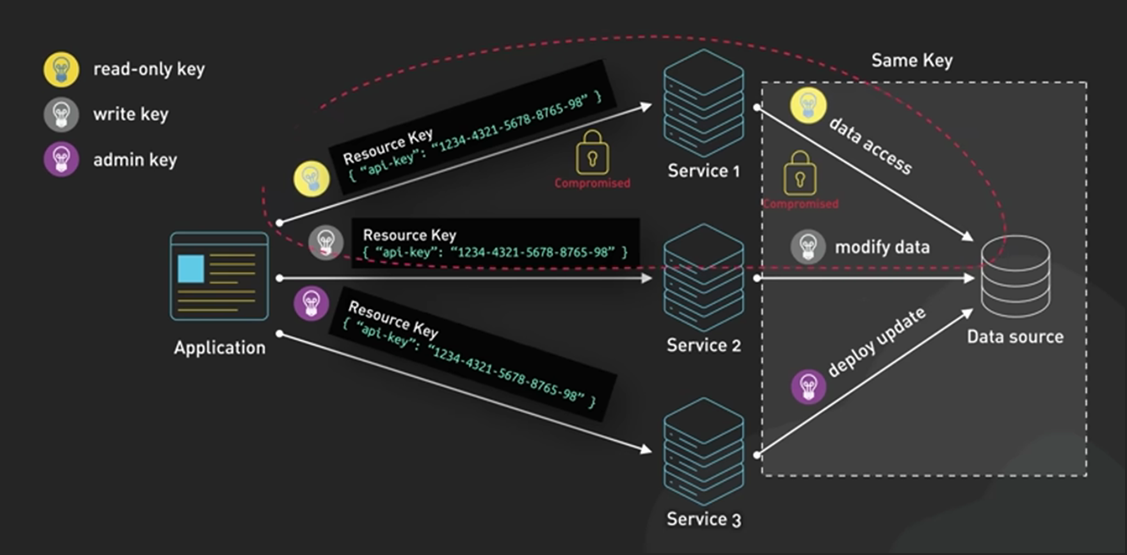 read-only key
write key
admin key
Same Key
Resource Key
{ “api-key”: “1234-4321-5678-8765-98” }
Compromised
Service 1
data access
Compromised
Resource Key
{ “api-key”: “1234-4321-5678-8765-98” }
modify data
Application
Resource Key
{ “api-key”: “1234-4321-5678-8765-98” }
Service 2
deploy update
Data source
Service 3